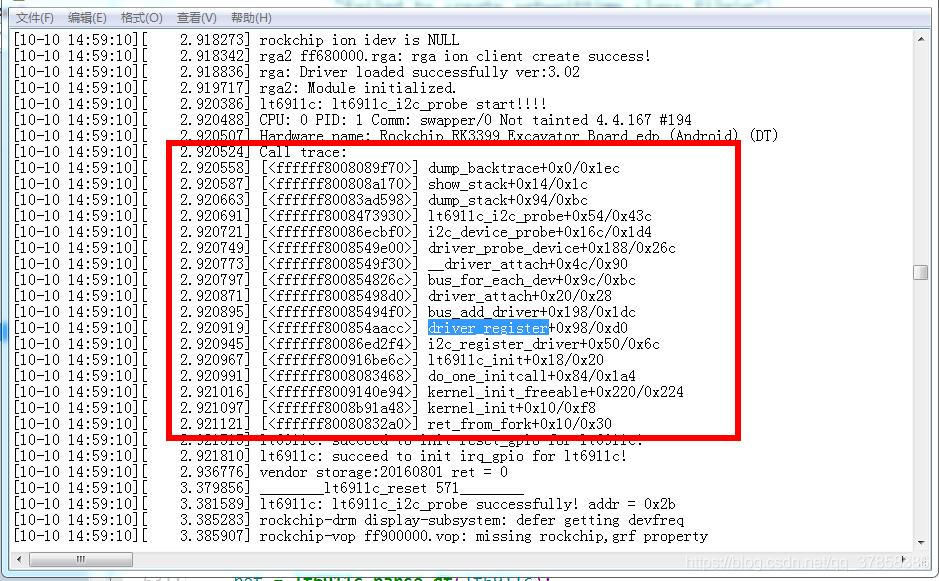 文件(F) 编辑(E) 格式(O) 查看(V) 帮助(H)
[10-10 14:59:10][ 2.918273] rockchip ion idev is NULL
[10-10 14:59:10][ 2.918342] rga2 ff680000.rga: rga ion client create success!
[10-10 14:59:10][ 2.918836] rga: Driver loaded successfully ver:3.02
[10-10 14:59:10][ 2.919717] rga2: Module initialized.
[10-10 14:59:10][ 2.920386] lt6911c: lt6911c_i2c_probe start!!!!
[10-10 14:59:10][ 2.920488] CPU: 0 PID: 1 Comm: swapper/0 Not tainted 4.4.167 #194
[10-10 14:59:10][ 2.920507] Hardware name: Rockchip RK3399 Excavator Board edp (Android) (DT)
[10-10 14:59:10][ 2.920524] Call trace:
[10-10 14:59:10][ 2.920558] [<ffffff8008089f70>] dump_backtrace+0x0/0x1ec
[10-10 14:59:10][ 2.920587] [<ffffff800808a170>] show_stack+0x14/0x1c
[10-10 14:59:10][ 2.920663] [<ffffff80083ad598>] dump_stack+0x94/0xbc
[10-10 14:59:10][ 2.920691] [<ffffff8008473930>] lt6911c_i2c_probe+0x54/0x43c
[10-10 14:59:10][ 2.920721] [<ffffff80086ecbf0>] i2c_device_probe+0x16c/0x1d4
[10-10 14:59:10][ 2.920749] [<ffffff8008549e00>] driver_probe_device+0x188/0x26c
[10-10 14:59:10][ 2.920773] [<ffffff8008549f30>] __driver_attach+0x4c/0x90
[10-10 14:59:10][ 2.920797] [<ffffff800854826c>] bus_for_each_dev+0x9c/0xbc
[10-10 14:59:10][ 2.920871] [<ffffff80085498d0>] driver_attach+0x20/0x28
[10-10 14:59:10][ 2.920895] [<ffffff80085494f0>] bus_add_driver+0x198/0x1dc
[10-10 14:59:10][ 2.920919] [<ffffff800854aacc>] driver_register+0x98/0xd0
[10-10 14:59:10][ 2.920945] [<ffffff80086ed2f4>] i2c_register_driver+0x50/0x6c
[10-10 14:59:10][ 2.920967] [<ffffff800916be6c>] lt6911c_init+0x18/0x20
[10-10 14:59:10][ 2.920991] [<ffffff8008083468>] do_one_initcall+0x84/0x1a4
[10-10 14:59:10][ 2.921016] [<ffffff8009140e94>] kernel_init_freeable+0x220/0x224
[10-10 14:59:10][ 2.921097] [<ffffff8008b91a48>] kernel_init+0x10/0xf8
[10-10 14:59:10][ 2.921121] [<ffffff80080832a0>] ret_from_fork+0x10/0x30
[10-10 14:59:10][ lt6911c: succeed to init reset_gpio for lt6911c!
[10-10 14:59:10][ 2.921810] lt6911c: succeed to init irq_gpio for lt6911c!
[10-10 14:59:10][ 2.936776] vendor storage:20160801 ret = 0
[10-10 14:59:10][ 3.379856] ________lt6911c_reset 571________
[10-10 14:59:10][ 3.381589] lt6911c: lt6911c_i2c_probe successfully! addr = 0x2b
[10-10 14:59:10][ 3.385283] rockchip-drm display-subsystem: defer getting devfreq
[10-10 14:59:10][ 3.385907] rockchip-vop ff900000.vop: missing rockchip,grf property